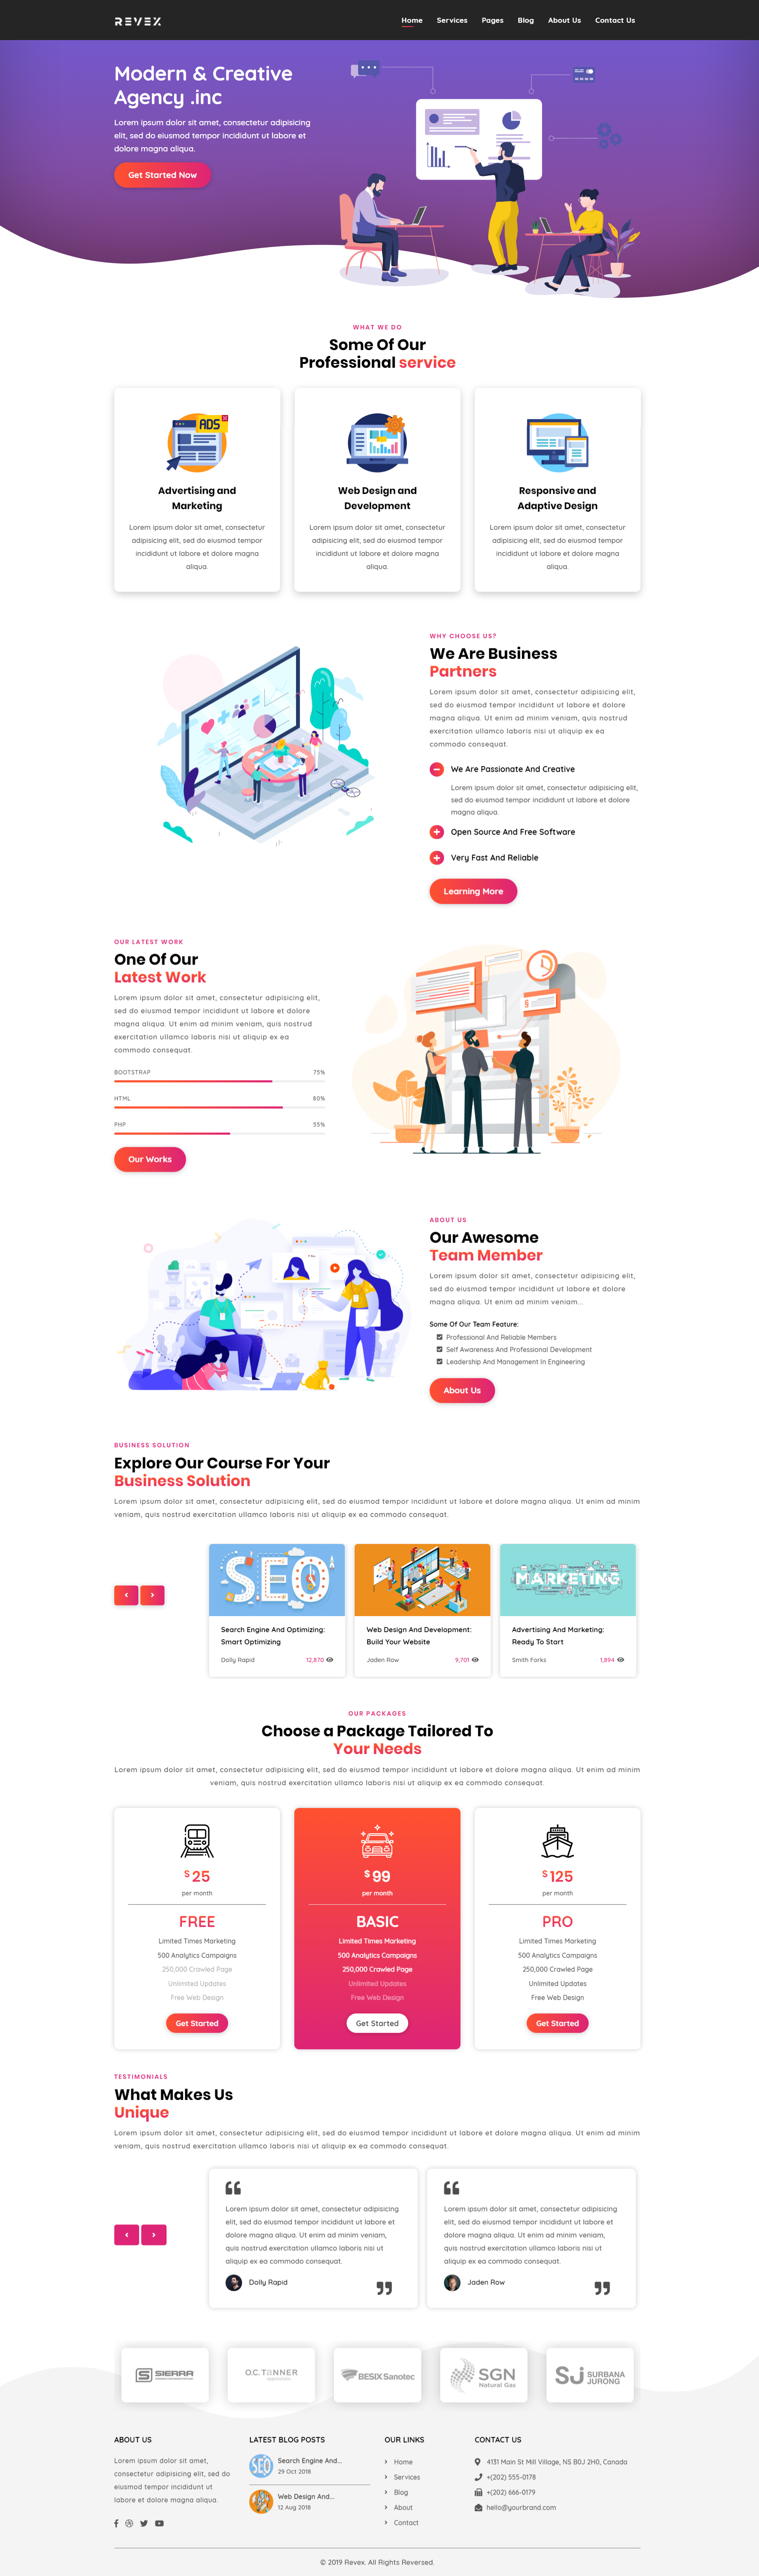 REVEX
Home Services Pages Blog About Us Contact Us
Modern & Creative
Agency .inc
Lorem ipsum dolor sit amet, consectetur adipisicing
elit, sed do eiusmod tempor incididunt ut labore et
dolore magna aliqua.
Get Started Now
WHAT WE DO
Some Of Our
Professional service
ADS
Advertising and
Marketing
Lorem ipsum dolor sit amet, consectetur
adipisicing elit, sed do eiusmod tempor
incididunt ut labore et dolore magna
aliqua.
Web Design and
Development
Lorem ipsum dolor sit amet, consectetur
adipisicing elit, sed do eiusmod tempor
incididunt ut labore et dolore magna
aliqua.
Responsive and
Adaptive Design
Lorem ipsum dolor sit amet, consectetur
adipisicing elit, sed do eiusmod tempor
incididunt ut labore et dolore magna
aliqua.
WHY CHOOSE US?
We Are Business
Partners
Lorem ipsum dolor sit amet, consectetur adipisicing elit,
sed do eiusmod tempor incididunt ut labore et dolore
magna aliqua. Ut enim ad minim veniam, quis nostrud
exercitation ullamco laboris nisi ut aliquip ex ea
commodo consequat.
We Are Passionate And Creative
Lorem ipsum dolor sit amet, consectetur adipisicing elit,
sed do eiusmod tempor incididunt ut labore et dolore
magna aliqua.
Open Source And Free Software
Very Fast And Reliable
Learning More
OUR LATEST WORK
One Of Our
Latest Work
Lorem ipsum dolor sit amet, consectetur adipisicing elit,
sed do eiusmod tempor incididunt ut labore et dolore
magna aliqua. Ut enim ad minim veniam, quis nostrud
exercitation ullamco laboris nisi ut aliquip ex ea
commodo consequat.
BOOTSTRAP 75%
HTML 80%
PHP 55%
Our Works
ABOUT US
Our Awesome
Team Member
Lorem ipsum dolor sit amet, consectetur adipisicing elit,
sed do eiusmod tempor incididunt ut labore et dolore
magna aliqua. Ut enim ad minim veniam...
Some Of Our Team Feature:
Professional And Reliable Members
Self Awareness And Professional Development
Leadership And Management In Engineering
About Us
BUSINESS SOLUTION
Explore Our Course For Your
Business Solution
Lorem ipsum dolor sit amet, consectetur adipisicing elit, sed do eiusmod tempor incididunt ut labore et dolore magna aliqua. Ut enim ad minim
veniam, quis nostrud exercitation ullamco laboris nisi ut aliquip ex ea commodo consequat.
SEO
Search Engine And Optimizing:
Smart Optimizing
Dolly Rapid 12,870
Web Design And Development:
Build Your Website
Jaden Row 9,701
MARKETING
Advertising And Marketing:
Ready To Start
Smith Forks 1,894
OUR PACKAGES
Choose a Package Tailored To
Your Needs
Lorem ipsum dolor sit amet, consectetur adipisicing elit, sed do eiusmod tempor incididunt ut labore et dolore magna aliqua. Ut enim ad minim
veniam, quis nostrud exercitation ullamco laboris nisi ut aliquip ex ea commodo consequat.
$25
per month
FREE
Limited Times Marketing
500 Analytics Campaigns
250,000 Crawled Page
Unlimited Updates
Free Web Design
Get Started
$99
per month
BASIC
Limited Times Marketing
500 Analytics Campaigns
250,000 Crawled Page
Unlimited Updates
Free Web Design
Get Started
$125
per month
PRO
Limited Times Marketing
500 Analytics Campaigns
250,000 Crawled Page
Unlimited Updates
Free Web Design
Get Started
TESTIMONIALS
What Makes Us
Unique
Lorem ipsum dolor sit amet, consectetur adipisicing elit, sed do eiusmod tempor incididunt ut labore et dolore magna aliqua. Ut enim ad minim
veniam, quis nostrud exercitation ullamco laboris nisi ut aliquip ex ea commodo consequat.
Lorem ipsum dolor sit amet, consectetur adipisicing
elit, sed do eiusmod tempor incididunt ut labore et
dolore magna aliqua. Ut enim ad minim veniam,
quis nostrud exercitation ullamco laboris nisi ut
aliquip ex ea commodo consequat.
Dolly Rapid
Lorem ipsum dolor sit amet, consectetur adipisicing
elit, sed do eiusmod tempor incididunt ut labore et
dolore magna aliqua. Ut enim ad minim veniam,
quis nostrud exercitation ullamco laboris nisi ut
aliquip ex ea commodo consequat.
Jaden Row
SIERRA
O.C. TANNER
BESIX Sanotec
SGN
Natural Gas
SJ SURBANA
JURONG
ABOUT US
Lorem ipsum dolor sit amet,
consectetur adipisicing elit, sed do
eiusmod tempor incididunt ut
labore et dolore magna aliqua.
LATEST BLOG POSTS
SEO
Search Engine And...
29 Oct 2018
Web Design And...
12 Aug 2018
OUR LINKS
Home
Services
Blog
About
Contact
CONTACT US
4131 Main St Mill Village, NS B0J 2H0, Canada
+(202) 555-0178
+(202) 666-0179
hello@yourbrand.com
© 2019 Revex. All Rights Reversed.